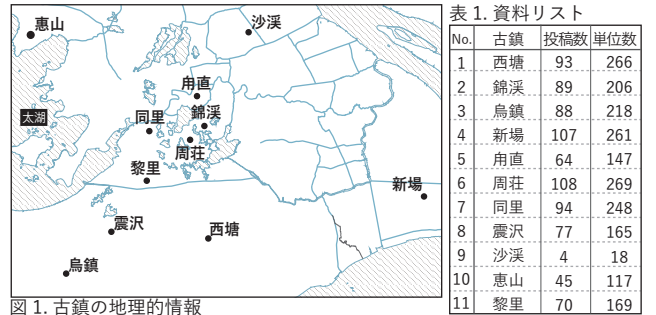 惠山
沙渓
甪直
太湖
同里
錦渓
周荘
黎里
新場
震沢
西塘
烏鎮
図 1. 古鎮の地理的情報
表 1. 資料リスト
No. 古鎮 投稿数 単位数
1 西塘 93 266
2 錦渓 89 206
3 烏鎮 88 218
4 新場 107 261
5 甪直 64 147
6 周荘 108 269
7 同里 94 248
8 震沢 77 165
9 沙渓 4 18
10 恵山 45 117
11 黎里 70 169